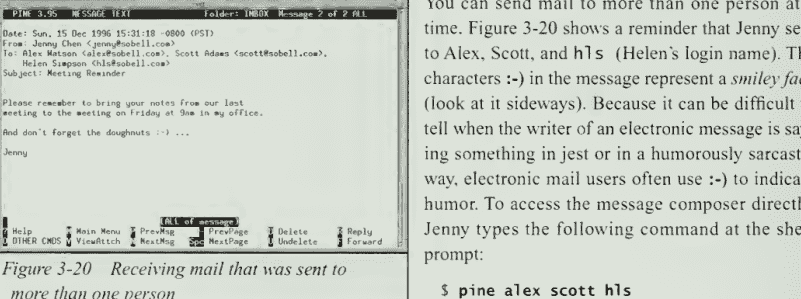 PINE 3.95 MESSAGE TEXT Folder: INBOX Message 2 of 2 ALL
Date: Sun, 15 Dec 1996 15:31:18 -0800 (PST)
From: Jenny Chen <jenny@sobell.com>
To: Alex Watson <alex@sobell.com>, Scott Adams <scott@sobell.com>,
Helen Simpson <hls@sobell.com>
Subject: Meeting Reminder
Please remember to bring your notes from our last
meeting to the meeting on Friday at 9am in my office.
And don't forget the doughnuts :-) ...
Jenny
[ALL of message]
? Help M Main Menu P PrevMsg - PrevPage D Delete R Reply
O OTHER CMDS V ViewAttch N NextMsg Spc NextPage U Undelete F Forward
Figure 3-20 Receiving mail that was sent to
more than one person
You can send mail to more than one person at
time. Figure 3-20 shows a reminder that Jenny se
to Alex, Scott, and hls (Helen's login name). Th
characters :-) in the message represent a smiley fac
(look at it sideways). Because it can be difficult
tell when the writer of an electronic message is say
ing something in jest or in a humorously sarcast
way, electronic mail users often use :-) to indica
humor. To access the message composer directl
Jenny types the following command at the she
prompt:
$ pine alex scott hls